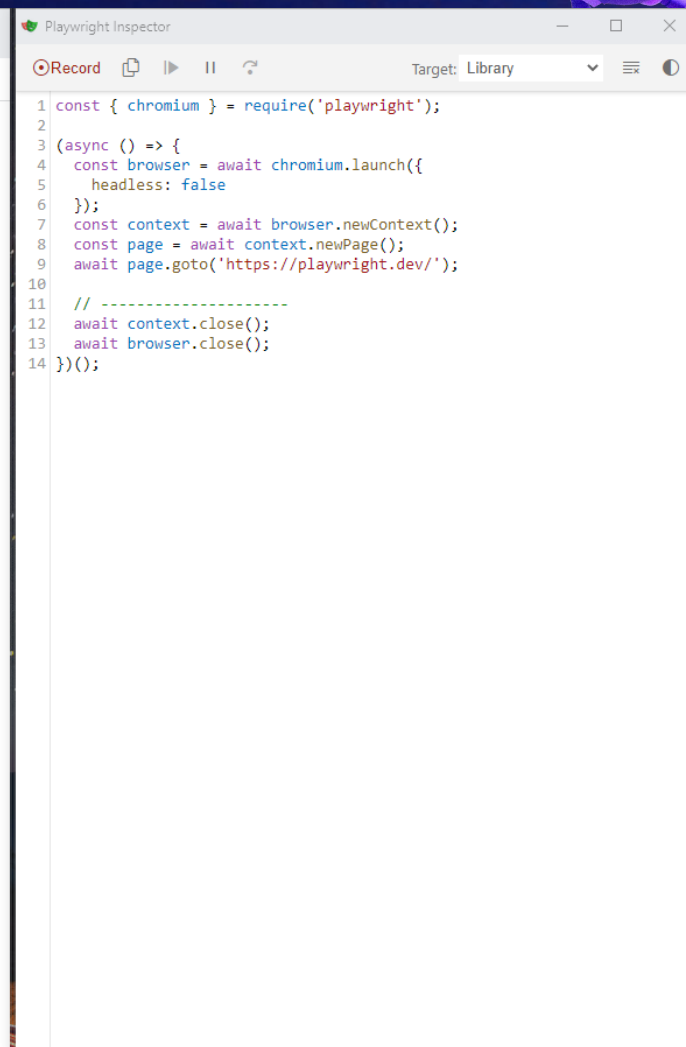 Playwright Inspector
Record Target: Library
1 const { chromium } = require('playwright');
2
3 (async () => {
4   const browser = await chromium.launch({
5     headless: false
6   });
7   const context = await browser.newContext();
8   const page = await context.newPage();
9   await page.goto('https://playwright.dev/');
10
11   // ---------------------
12   await context.close();
13   await browser.close();
14 })();